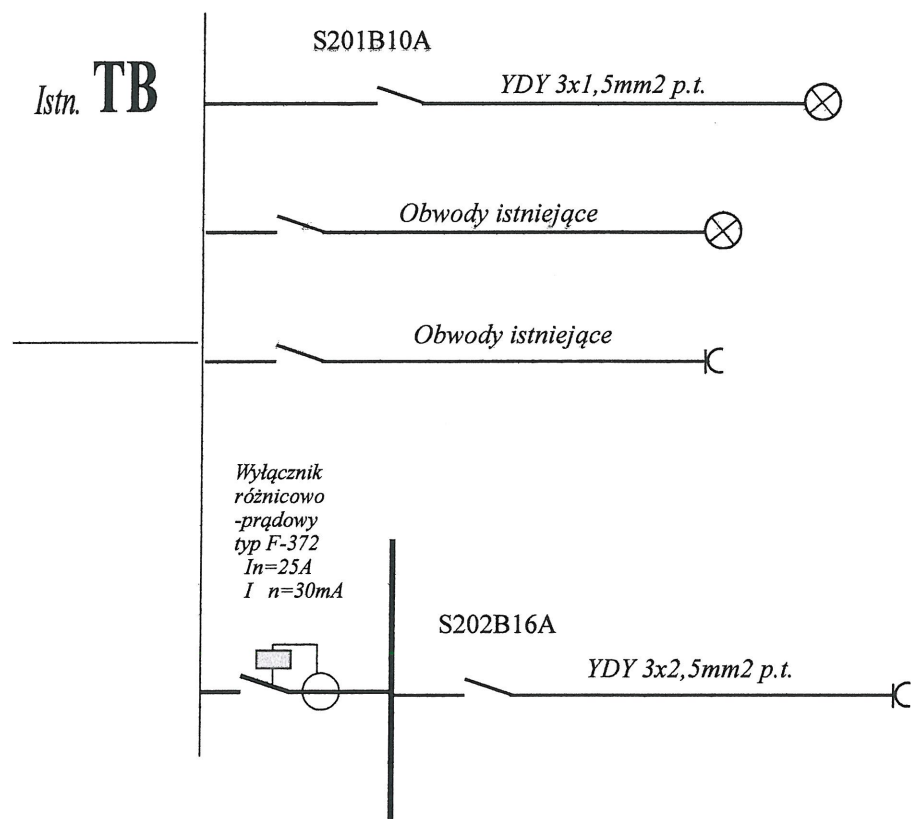 S201B10A
Istn. TB
YDY 3x1,5mm2 p.t.
Obwody istniejące
Obwody istniejące
Wyłącznik
różnicowo
-prądowy
typ F-372
In=25A
I n=30mA
S202B16A
YDY 3x2,5mm2 p.t.